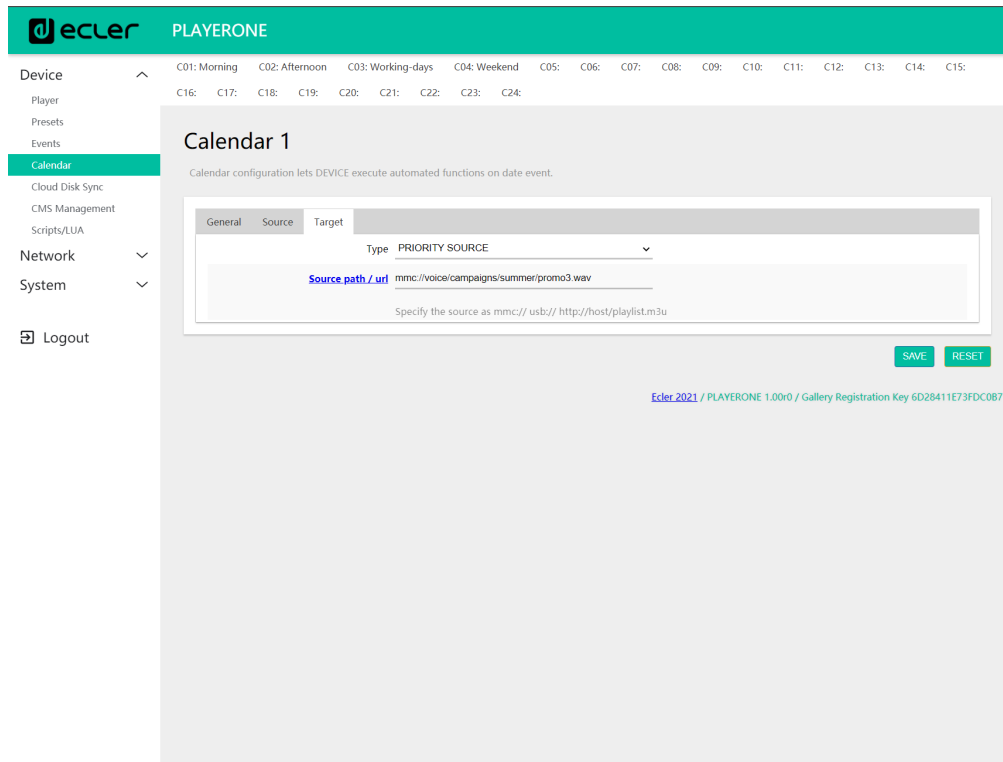 ecler PLAYERONE
Device
Player
Presets
Events
Calendar
Cloud Disk Sync
CMS Management
Scripts/LUA
Network
System
Logout
C01: Morning C02: Afternoon C03: Working-days C04: Weekend C05: C06: C07: C08: C09: C10: C11: C12: C13: C14: C15:
C16: C17: C18: C19: C20: C21: C22: C23: C24:
Calendar 1
Calendar configuration lets DEVICE execute automated functions on date event.
General Source Target
Type PRIORITY SOURCE
Source path / url mmc://voice/campaigns/summer/promo3.wav
Specify the source as mmc:// usb:// http://host/playlist.m3u
SAVE RESET
Ecler 2021 / PLAYERONE 1.00r0 / Gallery Registration Key 6D28411E73FDC0B7